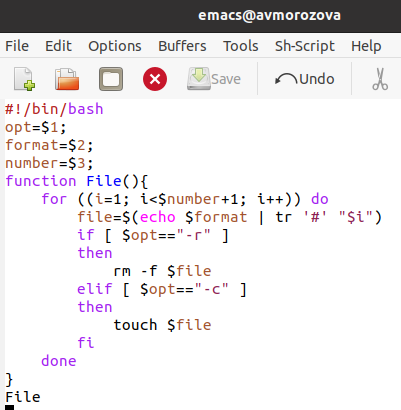 emacs@avmorozova
File Edit Options Buffers Tools Sh-Script Help
Save Undo
#!/bin/bash
opt=$1;
format=$2;
number=$3;
function File(){
    for ((i=1; i<$number+1; i++)) do
        file=$(echo $format | tr '#' "$i")
        if [ $opt=="-r" ]
        then
            rm -f $file
        elif [ $opt=="-c" ]
        then
            touch $file
        fi
    done
}
File